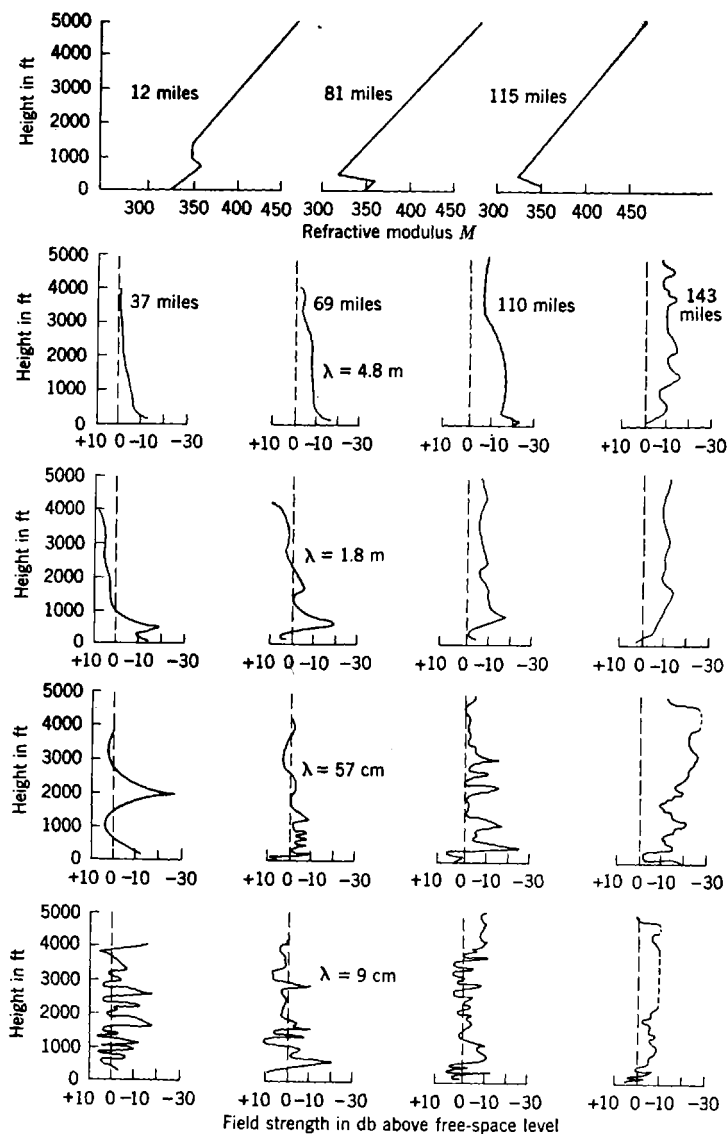 Height in ft
5000
4000
3000
2000
1000
0
12 miles
81 miles
115 miles
300 350 400 450 300 350 400 450 300 350 400 450
Refractive modulus M
Height in ft
5000
4000
3000
2000
1000
0
37 miles
69 miles
110 miles
143 miles
λ = 4.8 m
+10 0 -10 -30 +10 0 -10 -30 +10 0 -10 -30 +10 0 -10 -30
Height in ft
5000
4000
3000
2000
1000
0
λ = 1.8 m
+10 0 -10 -30 +10 0 -10 -30 +10 0 -10 -30 +10 0 -10 -30
Height in ft
5000
4000
3000
2000
1000
0
λ = 57 cm
+10 0 -10 -30 +10 0 -10 -30 +10 0 -10 -30 +10 0 -10 -30
Height in ft
5000
4000
3000
2000
1000
0
λ = 9 cm
+10 0 -10 -30 +10 0 -10 -30 +10 0 -10 -30 +10 0 -10 -30
Field strength in db above free-space level